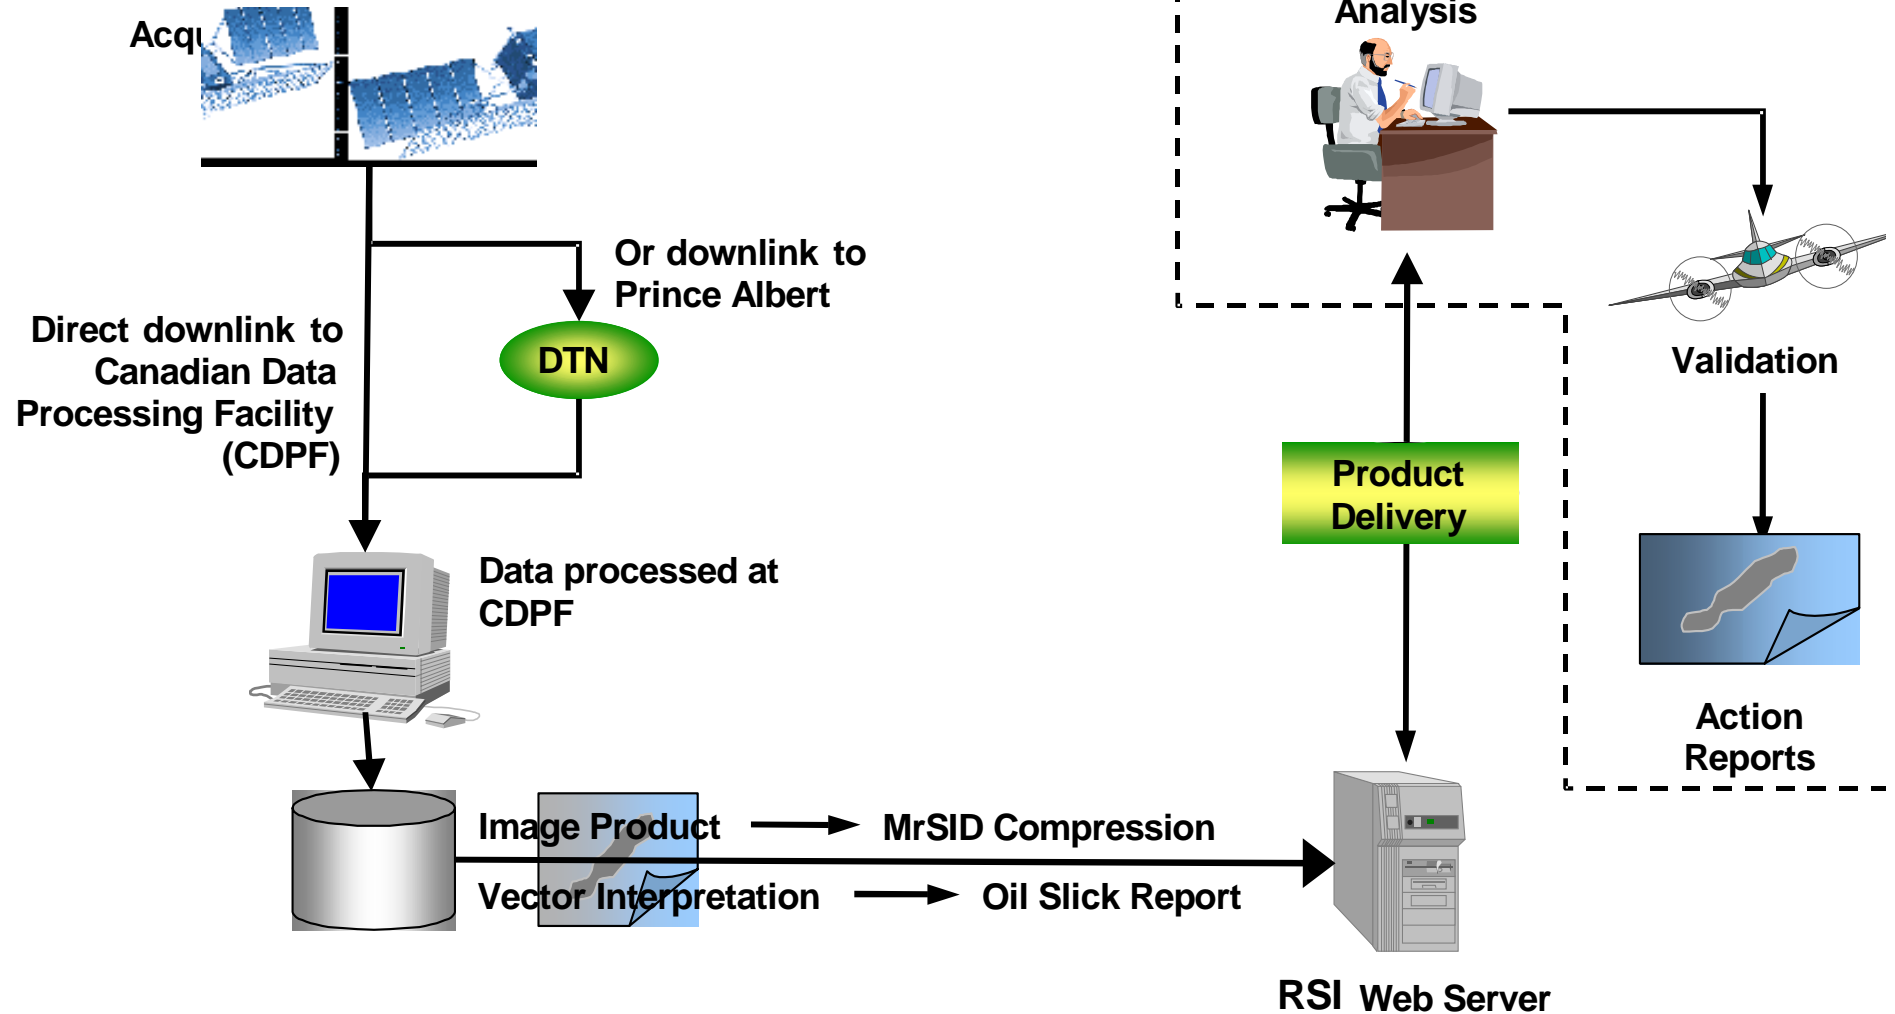 Analysis
Or downlink to
Prince Albert
DTN
Direct downlink to
Canadian Data
Processing Facility
(CDPF)
Data processed at
CDPF
Image Product
MrSID Compression
Vector Interpretation
Oil Slick Report
Product
Delivery
RSI Web Server
Validation
Action
Reports